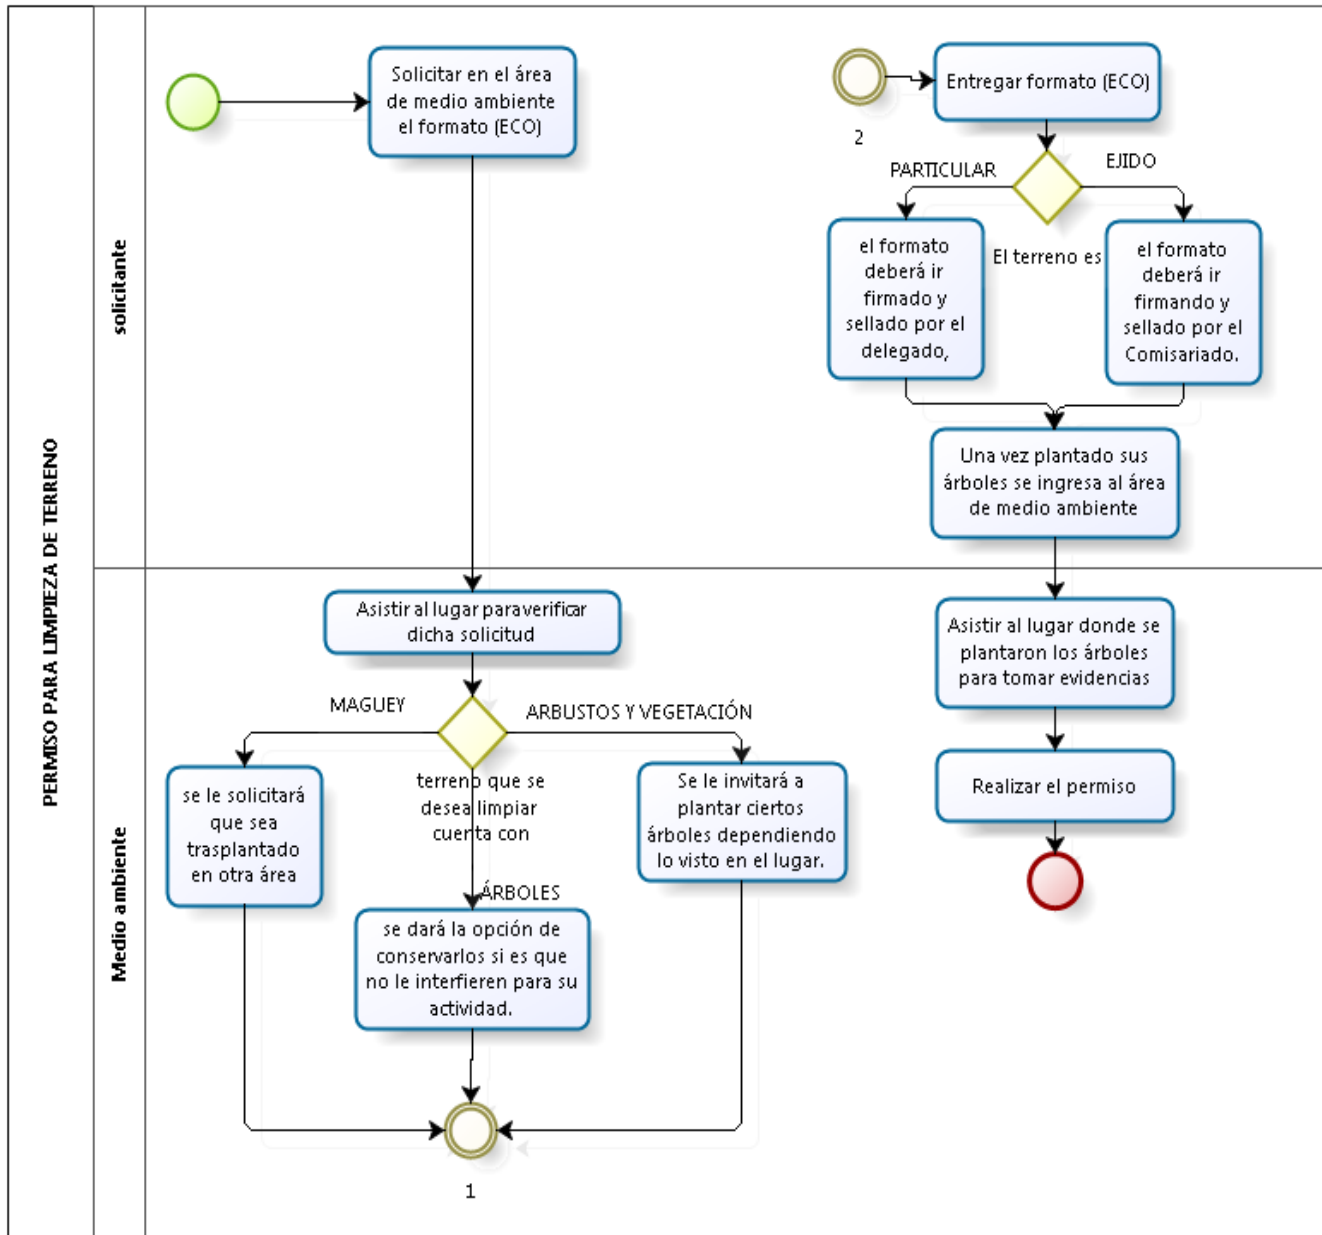 PERMISO PARA LIMPIEZA DE TERRENO
solicitante
Solicitar en el área
de medio ambiente
el formato (ECO)
2
Entregar formato (ECO)
PARTICULAR
EJIDO
El terreno es
el formato
deberá ir
firmado y
sellado por el
delegado,
el formato
deberá ir
firmando y
sellado por el
Comisariado.
Una vez plantado sus
árboles se ingresa al área
de medio ambiente
Medio ambiente
Asistir al lugar paraverificar
dicha solicitud
MAGUEY
ARBUSTOS Y VEGETACIÓN
terreno que se
desea limpiar
cuenta con
ÁRBOLES
se le solicitará
que sea
trasplantado
en otra área
se dará la opción de
conservarlos si es que
no le interfieren para su
actividad.
Se le invitará a
plantar ciertos
árboles dependiendo
lo visto en el lugar.
1
Asistir al lugar donde se
plantaron los árboles
para tomar evidencias
Realizar el permiso